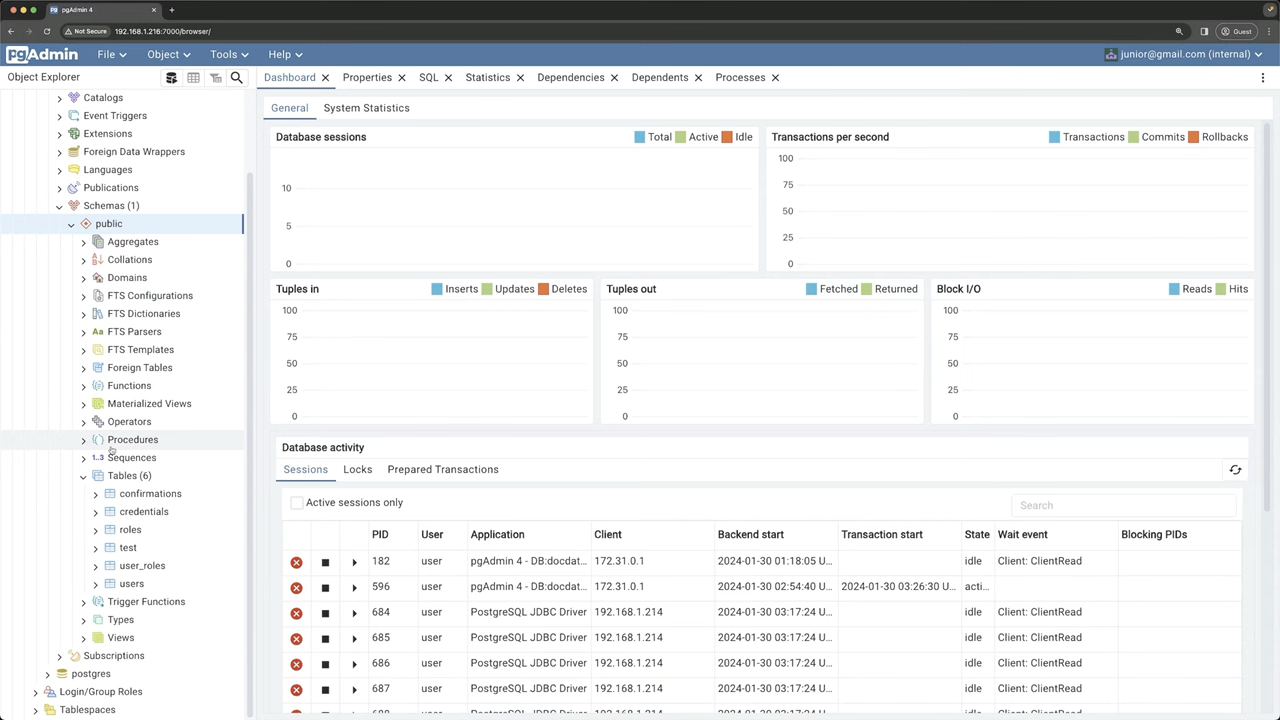 pgAdmin 4
Not Secure 192.168.1.216:7000/browser/
Guest
pgAdmin File Object Tools Help junior@gmail.com (internal)
Object Explorer
Dashboard Properties SQL Statistics Dependencies Dependents Processes
Catalogs
Event Triggers
Extensions
Foreign Data Wrappers
Languages
Publications
Schemas (1)
public
Aggregates
Collations
Domains
FTS Configurations
FTS Dictionaries
Aa FTS Parsers
FTS Templates
Foreign Tables
Functions
Materialized Views
Operators
Procedures
1..3 Sequences
Tables (6)
confirmations
credentials
roles
test
user_roles
users
Trigger Functions
Types
Views
Subscriptions
postgres
Login/Group Roles
Tablespaces
General System Statistics
Database sessions Total Active Idle
10
5
0
Transactions per second Transactions Commits Rollbacks
100
75
50
25
0
Tuples in Inserts Updates Deletes
100
75
50
25
0
Tuples out Fetched Returned
100
75
50
25
0
Block I/O Reads Hits
100
75
50
25
0
Database activity
Sessions Locks Prepared Transactions
Active sessions only
Search
PID User Application Client Backend start Transaction start State Wait event Blocking PIDs
182 user pgAdmin 4 - DB:docdat... 172.31.0.1 2024-01-30 01:18:05 U... idle Client: ClientRead
596 user pgAdmin 4 - DB:docdat... 172.31.0.1 2024-01-30 02:54:40 U... 2024-01-30 03:26:30 U... acti...
684 user PostgreSQL JDBC Driver 192.168.1.214 2024-01-30 03:17:24 U... idle Client: ClientRead
685 user PostgreSQL JDBC Driver 192.168.1.214 2024-01-30 03:17:24 U... idle Client: ClientRead
686 user PostgreSQL JDBC Driver 192.168.1.214 2024-01-30 03:17:24 U... idle Client: ClientRead
687 user PostgreSQL JDBC Driver 192.168.1.214 2024-01-30 03:17:24 U... idle Client: ClientRead